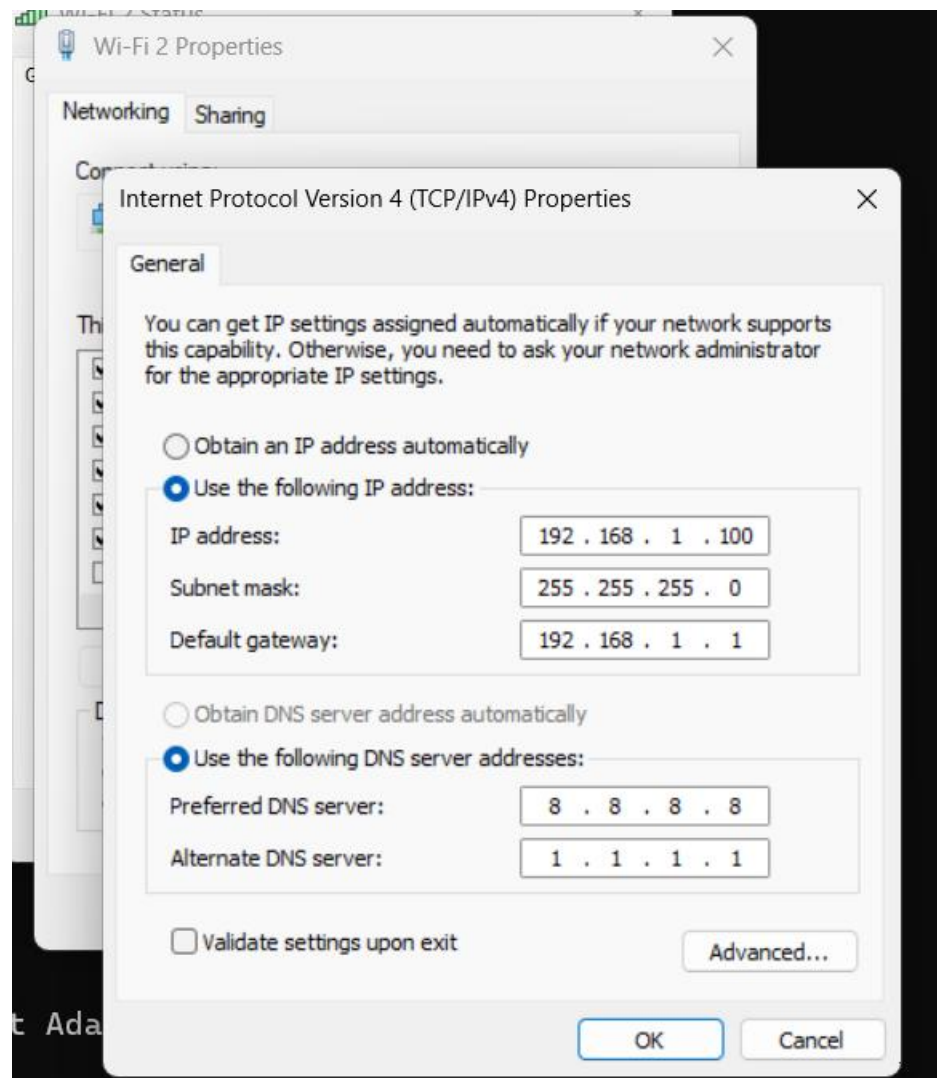 Wi-Fi 2 Status
Wi-Fi 2 Properties
Networking
Sharing
Internet Protocol Version 4 (TCP/IPv4) Properties
General
You can get IP settings assigned automatically if your network supports
this capability. Otherwise, you need to ask your network administrator
for the appropriate IP settings.
Obtain an IP address automatically
Use the following IP address:
IP address: 192 . 168 . 1 . 100
Subnet mask: 255 . 255 . 255 . 0
Default gateway: 192 . 168 . 1 . 1
Obtain DNS server address automatically
Use the following DNS server addresses:
Preferred DNS server: 8 . 8 . 8 . 8
Alternate DNS server: 1 . 1 . 1 . 1
Validate settings upon exit
Advanced...
t Ada
OK
Cancel